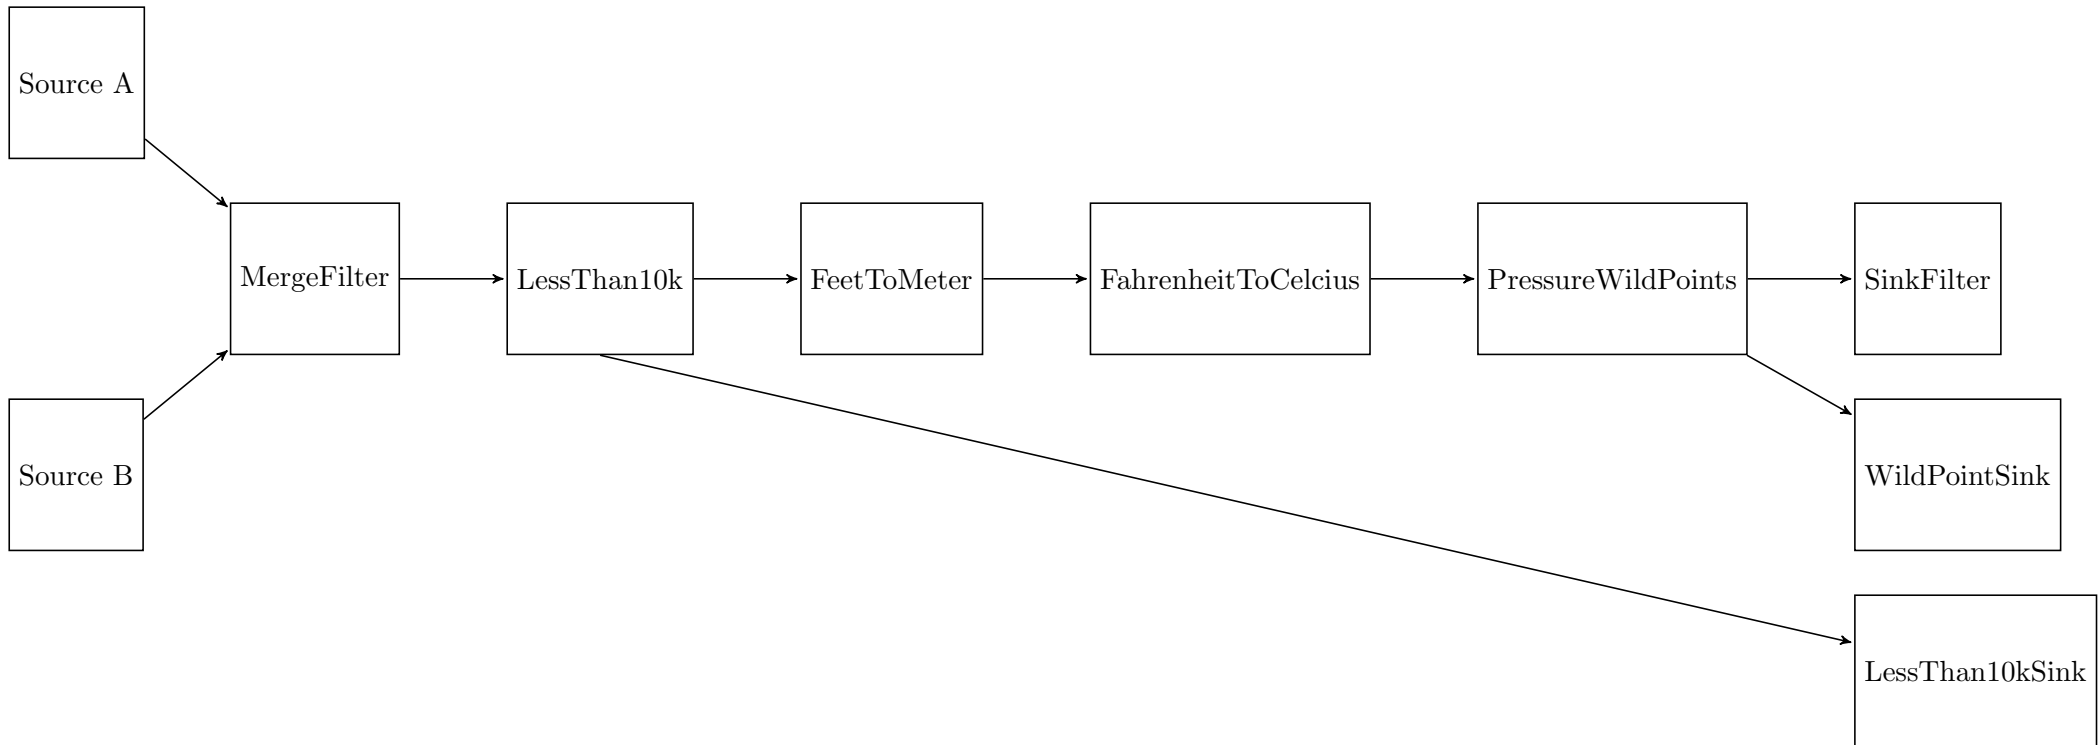 Source A
MergeFilter
LessThan10k
FeetToMeter
FahrenheitToCelcius
PressureWildPoints
SinkFilter
Source B
WildPointSink
LessThan10kSink